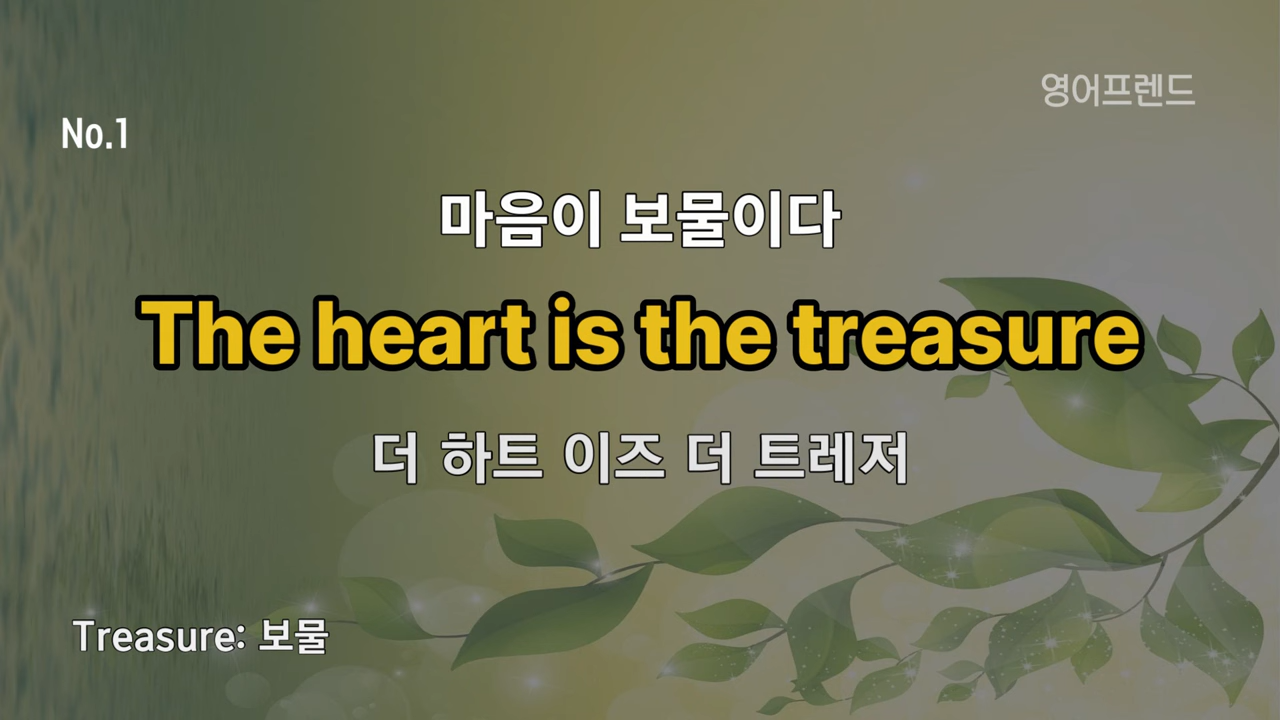 영어프렌드
No.1
마음이 보물이다
The heart is the treasure
더 하트 이즈 더 트레저
Treasure: 보물